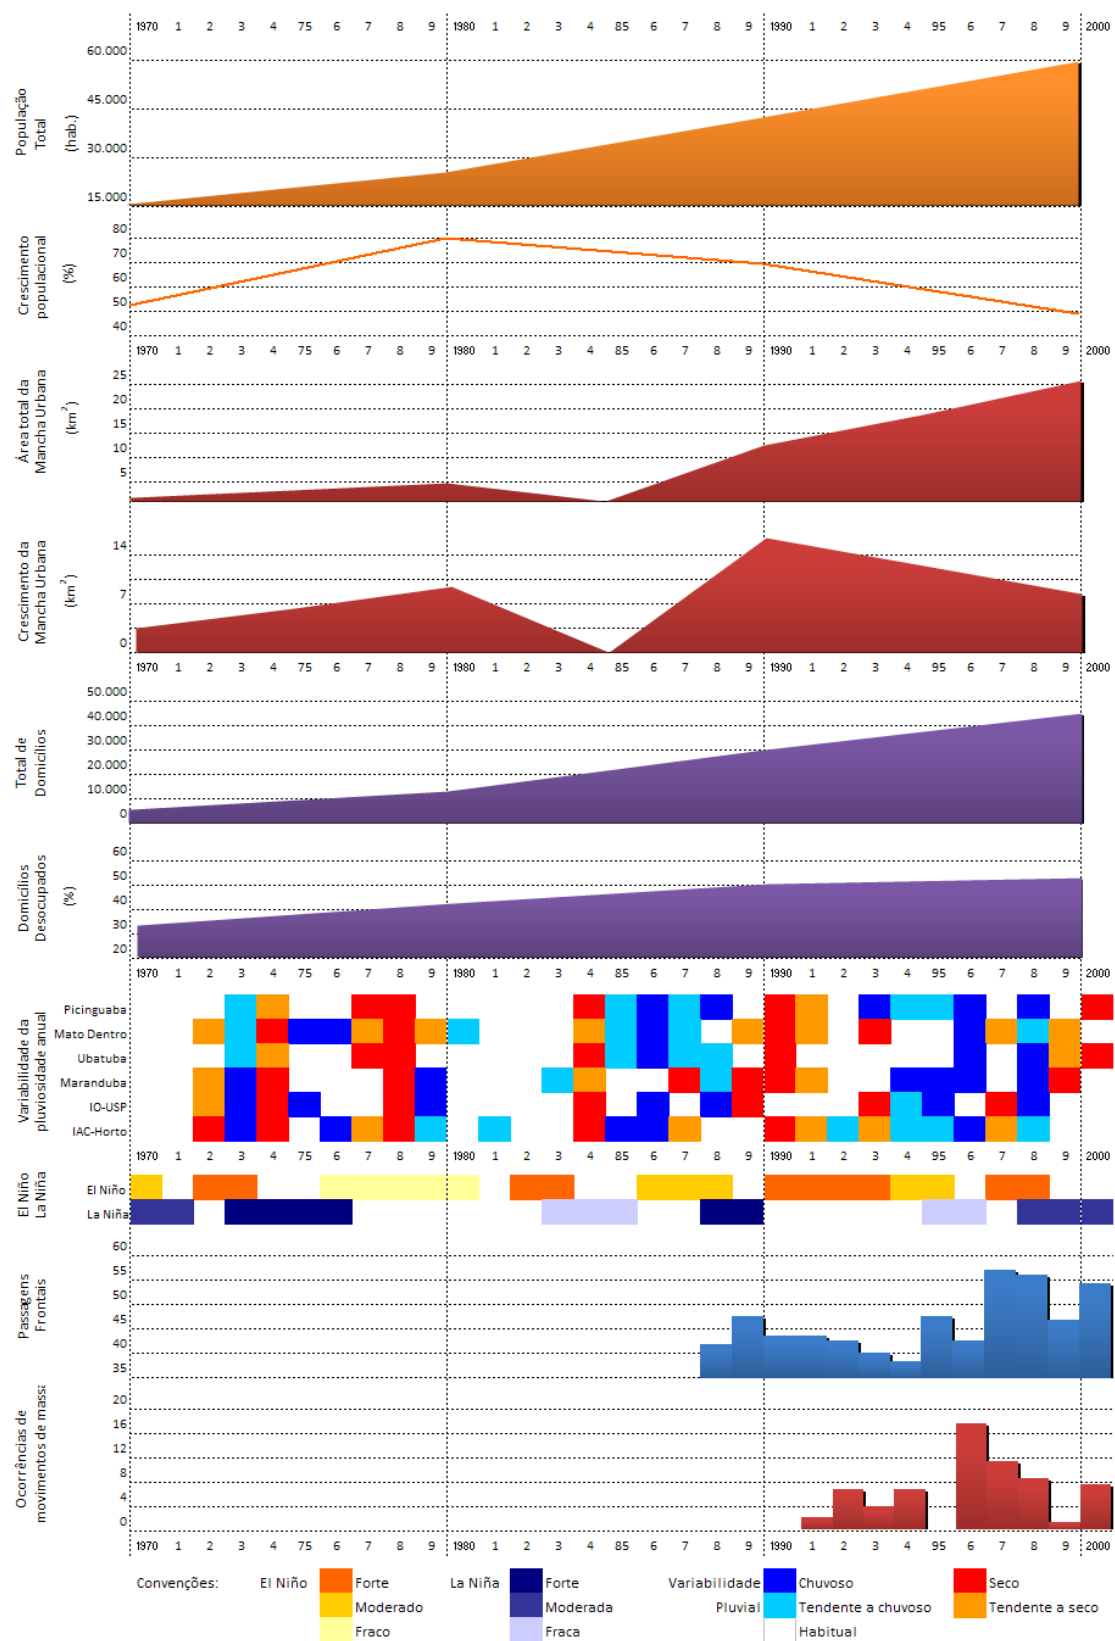 1970 1 2 3 4 75 6 7 8 9 1980 1 2 3 4 85 6 7 8 9 1990 1 2 3 4 95 6 7 8 9 2000
População
Total
(hab.)
60.000
45.000
30.000
15.000
Crescimento
populacional
(%)
80
70
60
50
40
1970 1 2 3 4 75 6 7 8 9 1980 1 2 3 4 85 6 7 8 9 1990 1 2 3 4 95 6 7 8 9 2000
Área total da
Mancha Urbana
(km²)
25
20
15
10
5
Crescimento da
Mancha Urbana
(km²)
14
7
0
1970 1 2 3 4 75 6 7 8 9 1980 1 2 3 4 85 6 7 8 9 1990 1 2 3 4 95 6 7 8 9 2000
Total de
Domicílios
50.000
40.000
30.000
20.000
10.000
0
Domicílios
Desocupados
(%)
60
50
40
30
20
1970 1 2 3 4 75 6 7 8 9 1980 1 2 3 4 85 6 7 8 9 1990 1 2 3 4 95 6 7 8 9 2000
Variabilidade da
pluviosidade anual
Picinguaba
Mato Dentro
Ubatuba
Maranduba
IO-USP
IAC-Horto
1970 1 2 3 4 75 6 7 8 9 1980 1 2 3 4 85 6 7 8 9 1990 1 2 3 4 95 6 7 8 9 2000
El Niño
La Niña
El Niño
La Niña
Passagens
Frontais
60
55
50
45
40
35
Ocorrências de
movimentos de massa
20
16
12
8
4
0
1970 1 2 3 4 75 6 7 8 9 1980 1 2 3 4 85 6 7 8 9 1990 1 2 3 4 95 6 7 8 9 2000
Convenções: El Niño Forte La Niña Forte Variabilidade Chuvoso Seco
Moderado Moderada Pluvial Tendente a chuvoso Tendente a seco
Fraco Fraca Habitual